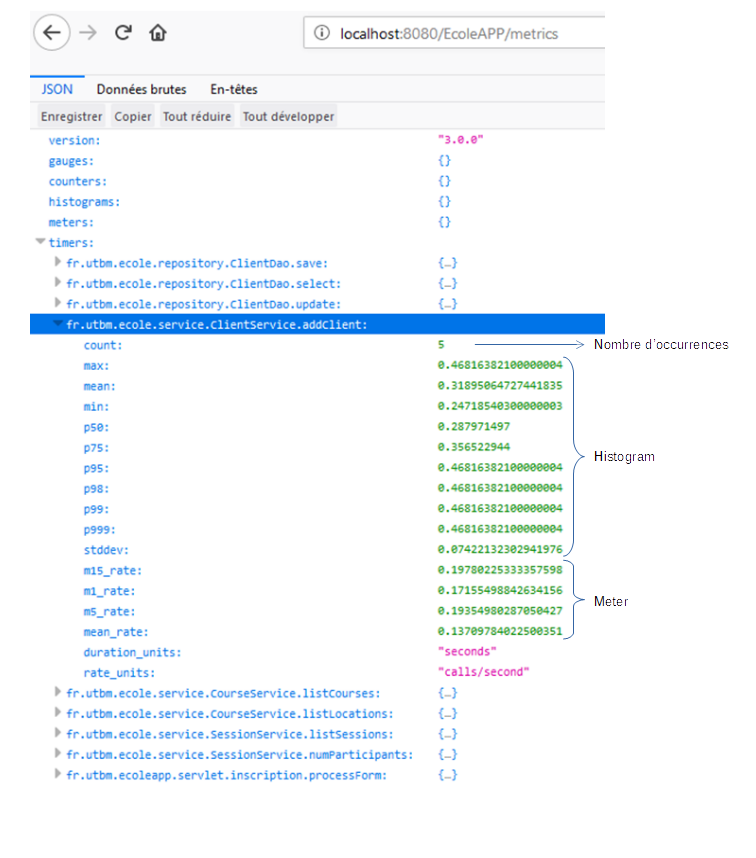 localhost:8080/EcoleAPP/metrics
JSON Données brutes En-têtes
Enregistrer Copier Tout réduire Tout développer
version: "3.0.0"
gauges: {}
counters: {}
histograms: {}
meters: {}
timers:
fr.utbm.ecole.repository.ClientDao.save: {…}
fr.utbm.ecole.repository.ClientDao.select: {…}
fr.utbm.ecole.repository.ClientDao.update: {…}
fr.utbm.ecole.service.ClientService.addClient:
count: 5 Nombre d’occurrences
max: 0.46816382100000004
mean: 0.31895064727441835
min: 0.24718540300000003
p50: 0.287971497
p75: 0.356522944
p95: 0.46816382100000004
Histogram
p98: 0.46816382100000004
p99: 0.46816382100000004
p999: 0.46816382100000004
stddev: 0.07422132302941976
m15_rate: 0.19780225333357598
m1_rate: 0.17155498842634156
Meter
m5_rate: 0.19354980287050427
mean_rate: 0.13709784022500351
duration_units: "seconds"
rate_units: "calls/second"
fr.utbm.ecole.service.CourseService.listCourses: {…}
fr.utbm.ecole.service.CourseService.listLocations: {…}
fr.utbm.ecole.service.SessionService.listSessions: {…}
fr.utbm.ecole.service.SessionService.numParticipants: {…}
fr.utbm.ecoleapp.servlet.inscription.processForm: {…}